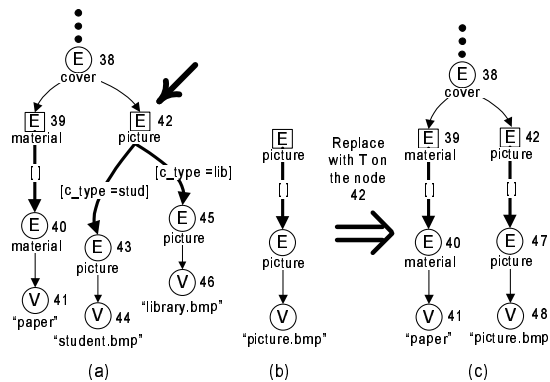 E 38
cover
E 39
material
E 42
picture
[ ]
[c_type =stud]
[c_type =lib]
E 40
material
E 43
picture
E 45
picture
V 41
"paper"
V 44
"student.bmp"
V 46
"library.bmp"
(a)
E
picture
[ ]
E
picture
V
"picture.bmp"
(b)
Replace
with T on
the node
42
E 38
cover
E 39
material
E 42
picture
[ ]
[ ]
E 40
material
E 47
picture
V 41
"paper"
V 48
"picture.bmp"
(c)